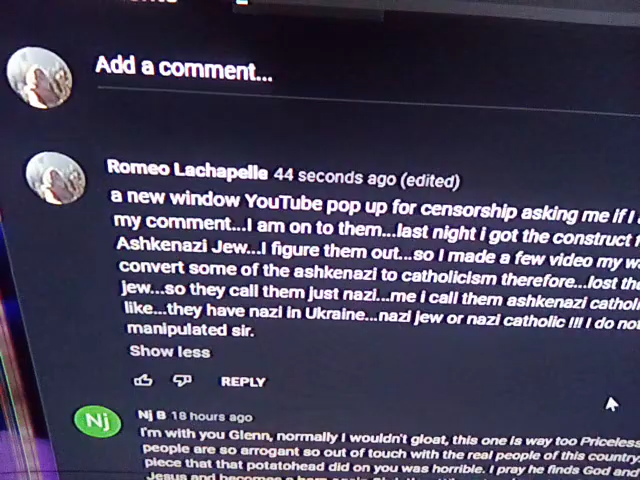 Add a comment...
Romeo Lachapelle 44 seconds ago (edited)
a new window YouTube pop up for censorship asking me if I
my comment...I am on to them...last night i got the construct
Ashkenazi Jew...I figure them out...so I made a few video my
convert some of the ashkenazi to catholicism therefore...lost
jew...so they call them just nazi...me I call them ashkenazi
like...they have nazi in Ukraine...nazi jew or nazi catholic !!! I do
manipulated sir.
Show less
REPLY
Nj
Nj B 18 hours ago
I'm with you Glenn, normally I wouldn't gloat, this one is way too Priceless
people are so arrogant so out of touch with the real people of this country.
piece that that potatohead did on you was horrible. I pray he finds God and
Jesus and becomes a born again